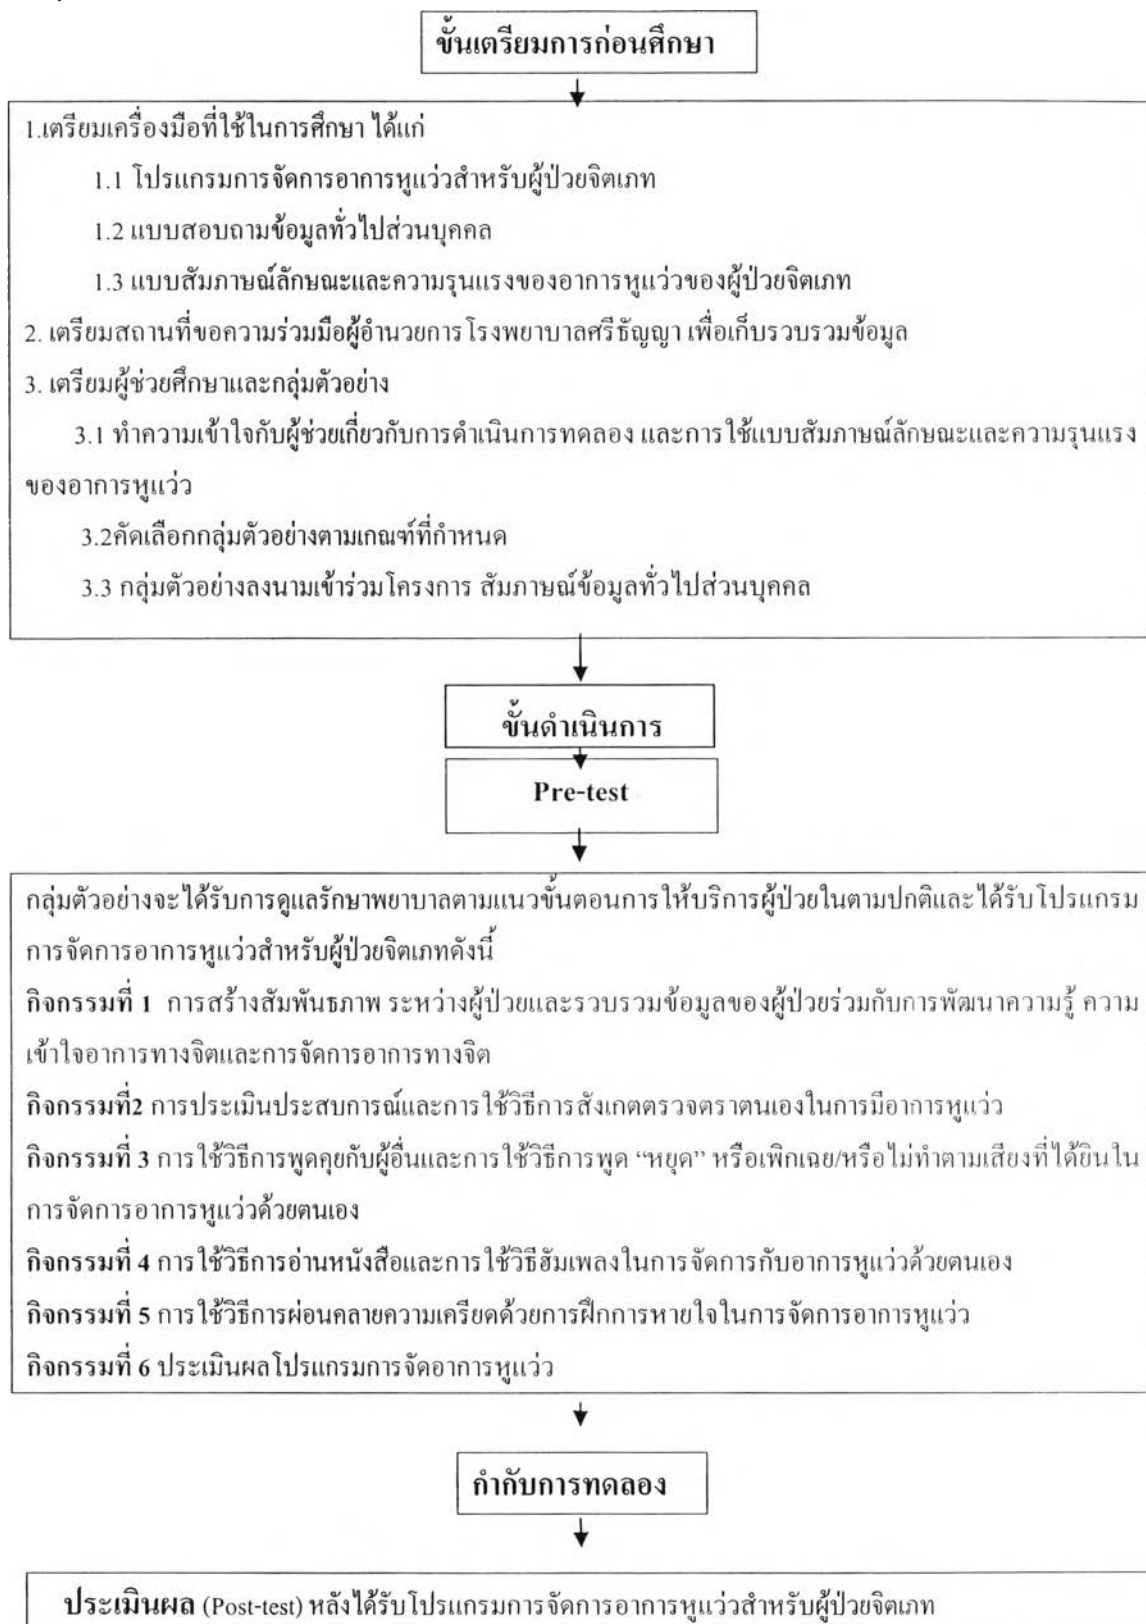 ขั้นเตรียมการก่อนศึกษา
1.เตรียมเครื่องมือที่ใช้ในการศึกษา ได้แก่
1.1 โปรแกรมการจัดการอาการหูแว่วสำหรับผู้ป่วยจิตเภท
1.2 แบบสอบถามข้อมูลทั่วไปส่วนบุคคล
1.3 แบบสัมภาษณ์ลักษณะและความรุนแรงของอาการหูแว่วของผู้ป่วยจิตเภท
2. เตรียมสถานที่ขอความร่วมมือผู้อำนวยการโรงพยาบาลศรีธัญญา เพื่อเก็บรวบรวมข้อมูล
3. เตรียมผู้ช่วยศึกษาและกลุ่มตัวอย่าง
3.1 ทำความเข้าใจกับผู้ช่วยเกี่ยวกับการดำเนินการทดลอง และการใช้แบบสัมภาษณ์ลักษณะและความรุนแรง
ของอาการหูแว่ว
3.2คัดเลือกกลุ่มตัวอย่างตามเกณฑ์ที่กำหนด
3.3 กลุ่มตัวอย่างลงนามเข้าร่วมโครงการ สัมภาษณ์ข้อมูลทั่วไปส่วนบุคคล
ขั้นดำเนินการ
Pre-test
กลุ่มตัวอย่างจะได้รับการดูแลรักษาพยาบาลตามแนวขั้นตอนการให้บริการผู้ป่วยในตามปกติและได้รับโปรแกรม
การจัดการอาการหูแว่วสำหรับผู้ป่วยจิตเภทดังนี้
กิจกรรมที่ 1 การสร้างสัมพันธภาพ ระหว่างผู้ป่วยและรวบรวมข้อมูลของผู้ป่วยร่วมกับการพัฒนาความรู้ ความ
เข้าใจอาการทางจิตและการจัดการอาการทางจิต
กิจกรรมที่2 การประเมินประสบการณ์และการใช้วิธีการสังเกตตรวจตราตนเองในการมีอาการหูแว่ว
กิจกรรมที่ 3 การใช้วิธีการพูดคุยกับผู้อื่นและการใช้วิธีการพูด “หยุด” หรือเพิกเฉย/หรือไม่ทำตามเสียงที่ได้ยินใน
การจัดการอาการหูแว่วด้วยตนเอง
กิจกรรมที่ 4 การใช้วิธีการอ่านหนังสือและการใช้วิธีฮัมเพลงในการจัดการกับอาการหูแว่วด้วยตนเอง
กิจกรรมที่ 5 การใช้วิธีการผ่อนคลายความเครียดด้วยการฝึกการหายใจในการจัดการอาการหูแว่ว
กิจกรรมที่ 6 ประเมินผลโปรแกรมการจัดอาการหูแว่ว
กำกับการทดลอง
ประเมินผล (Post-test) หลังได้รับโปรแกรมการจัดการอาการหูแว่วสำหรับผู้ป่วยจิตเภท